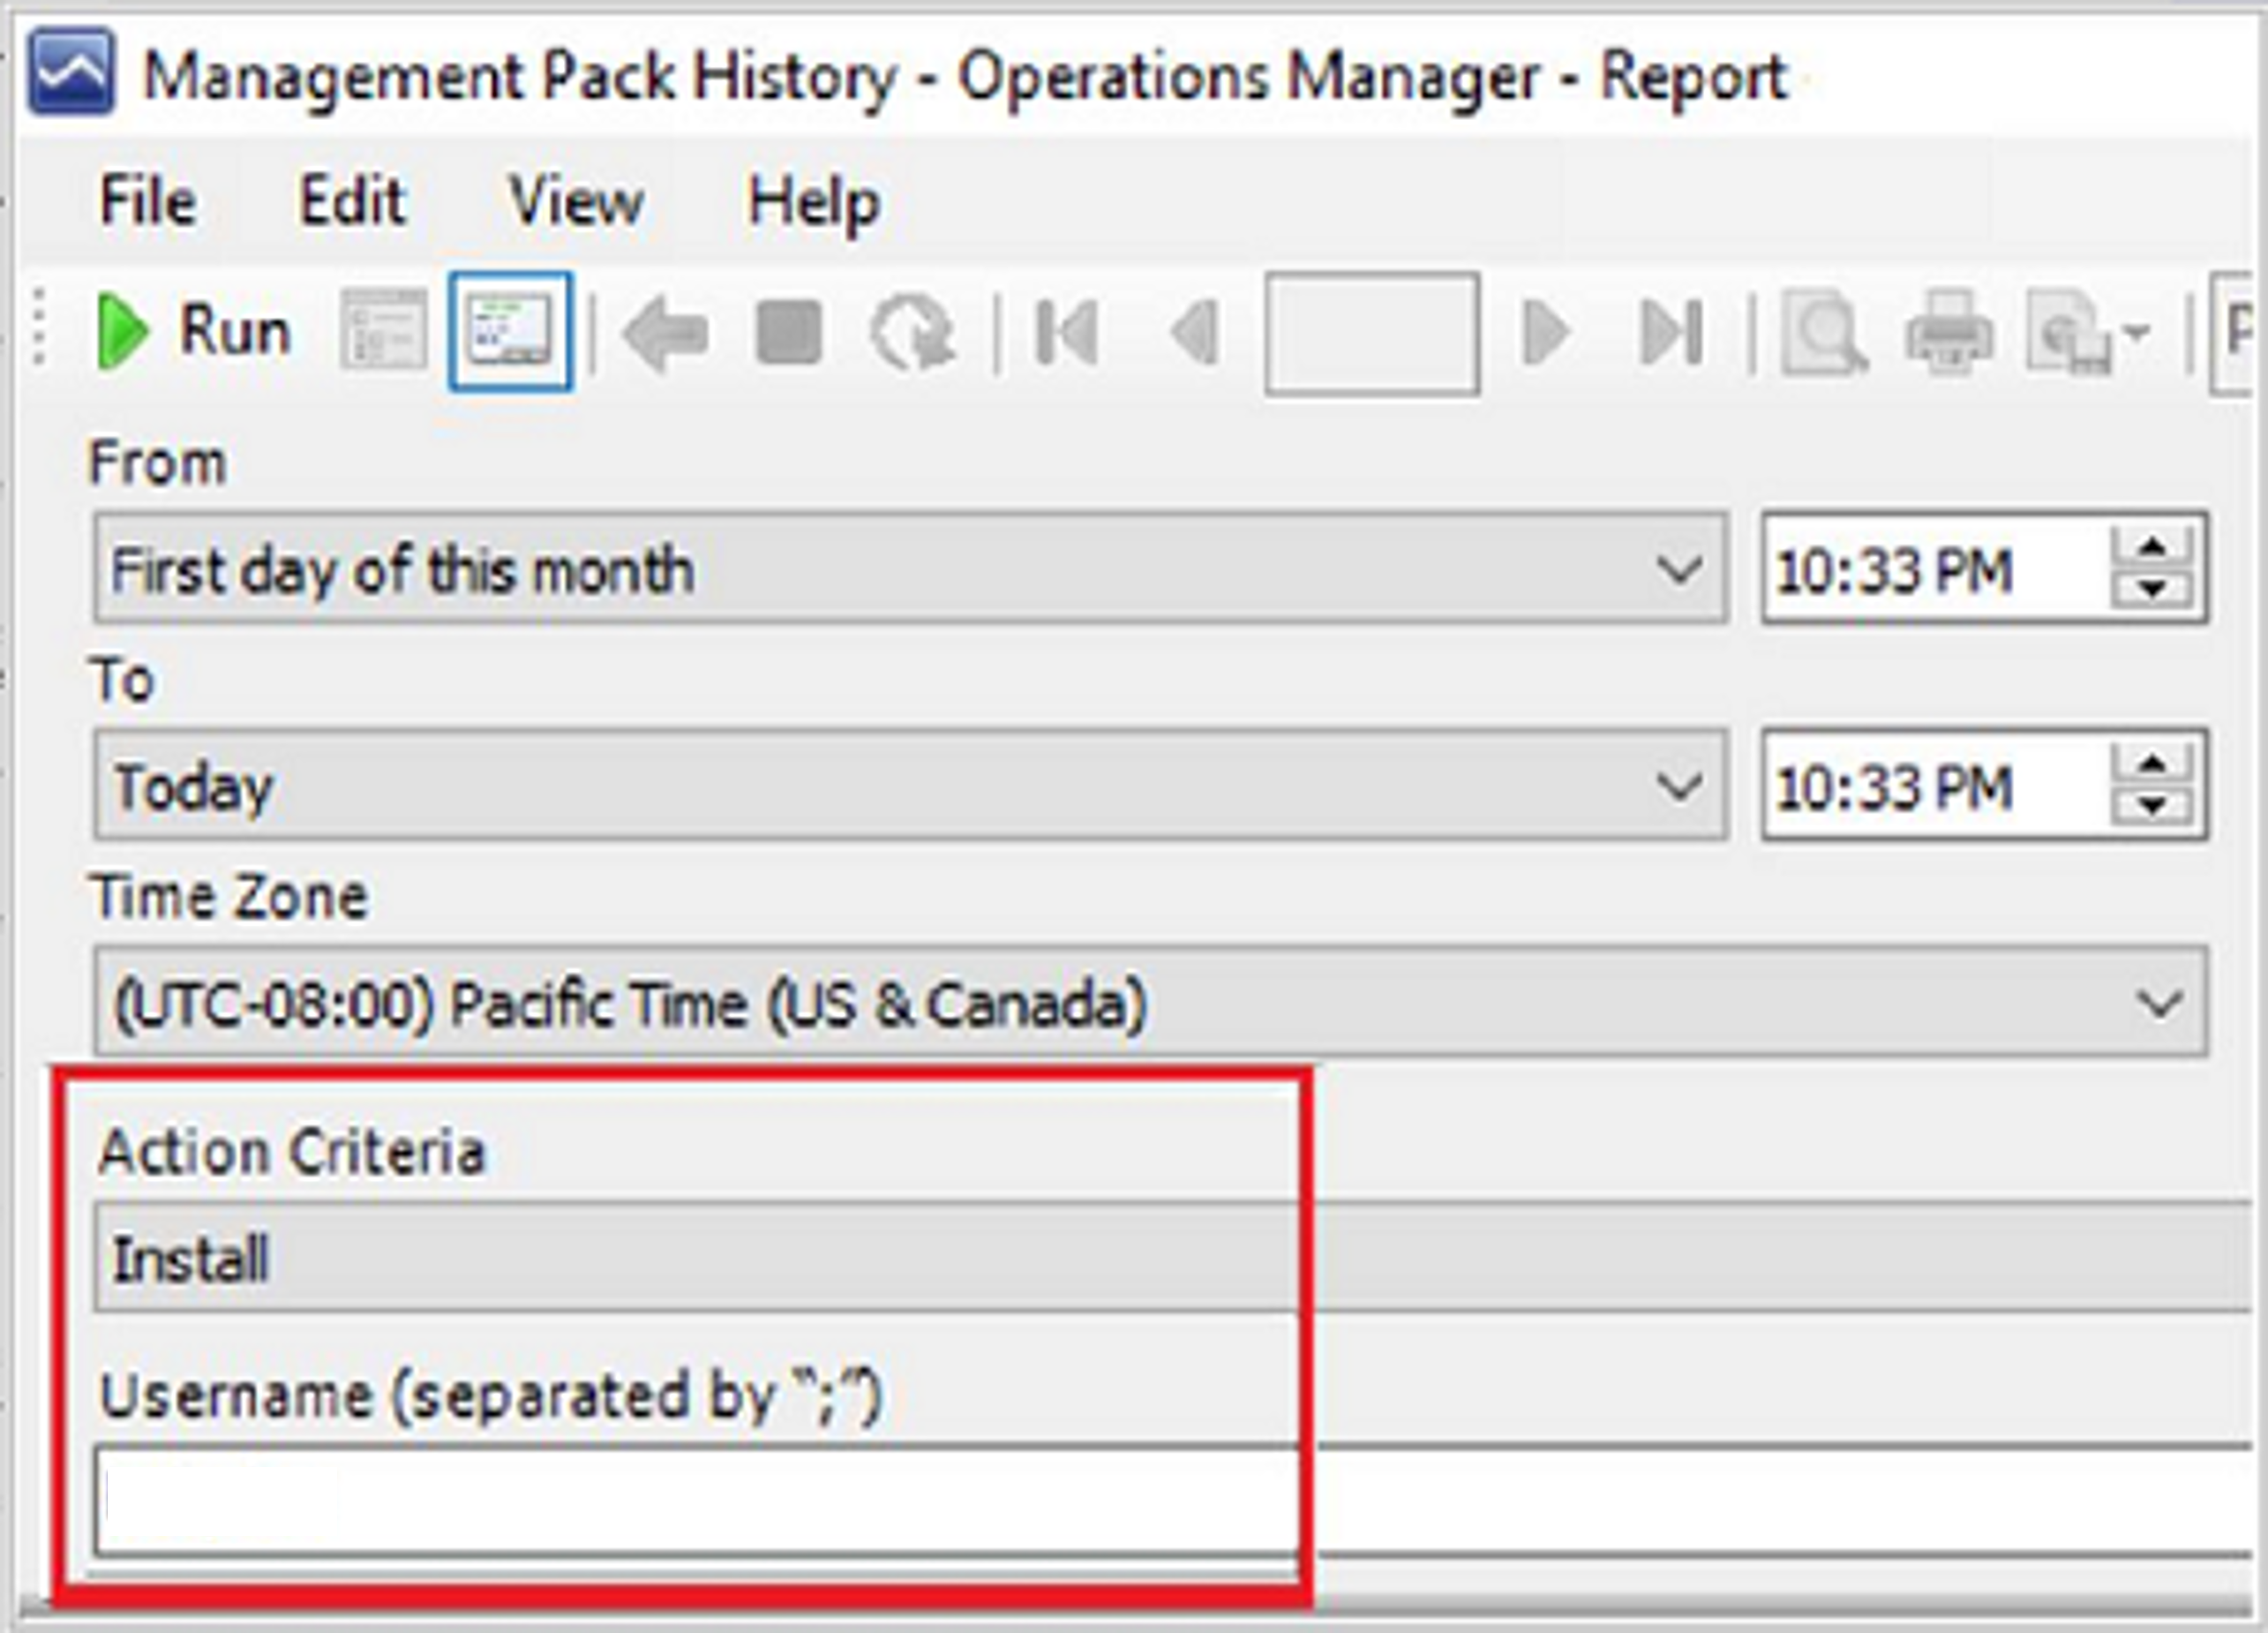 Management Pack History - Operations Manager - Report
File Edit View Help
Run
From
First day of this month 10:33 PM
To
Today 10:33 PM
Time Zone
(UTC-08:00) Pacific Time (US & Canada)
Action Criteria
Install
Username (separated by “;”)